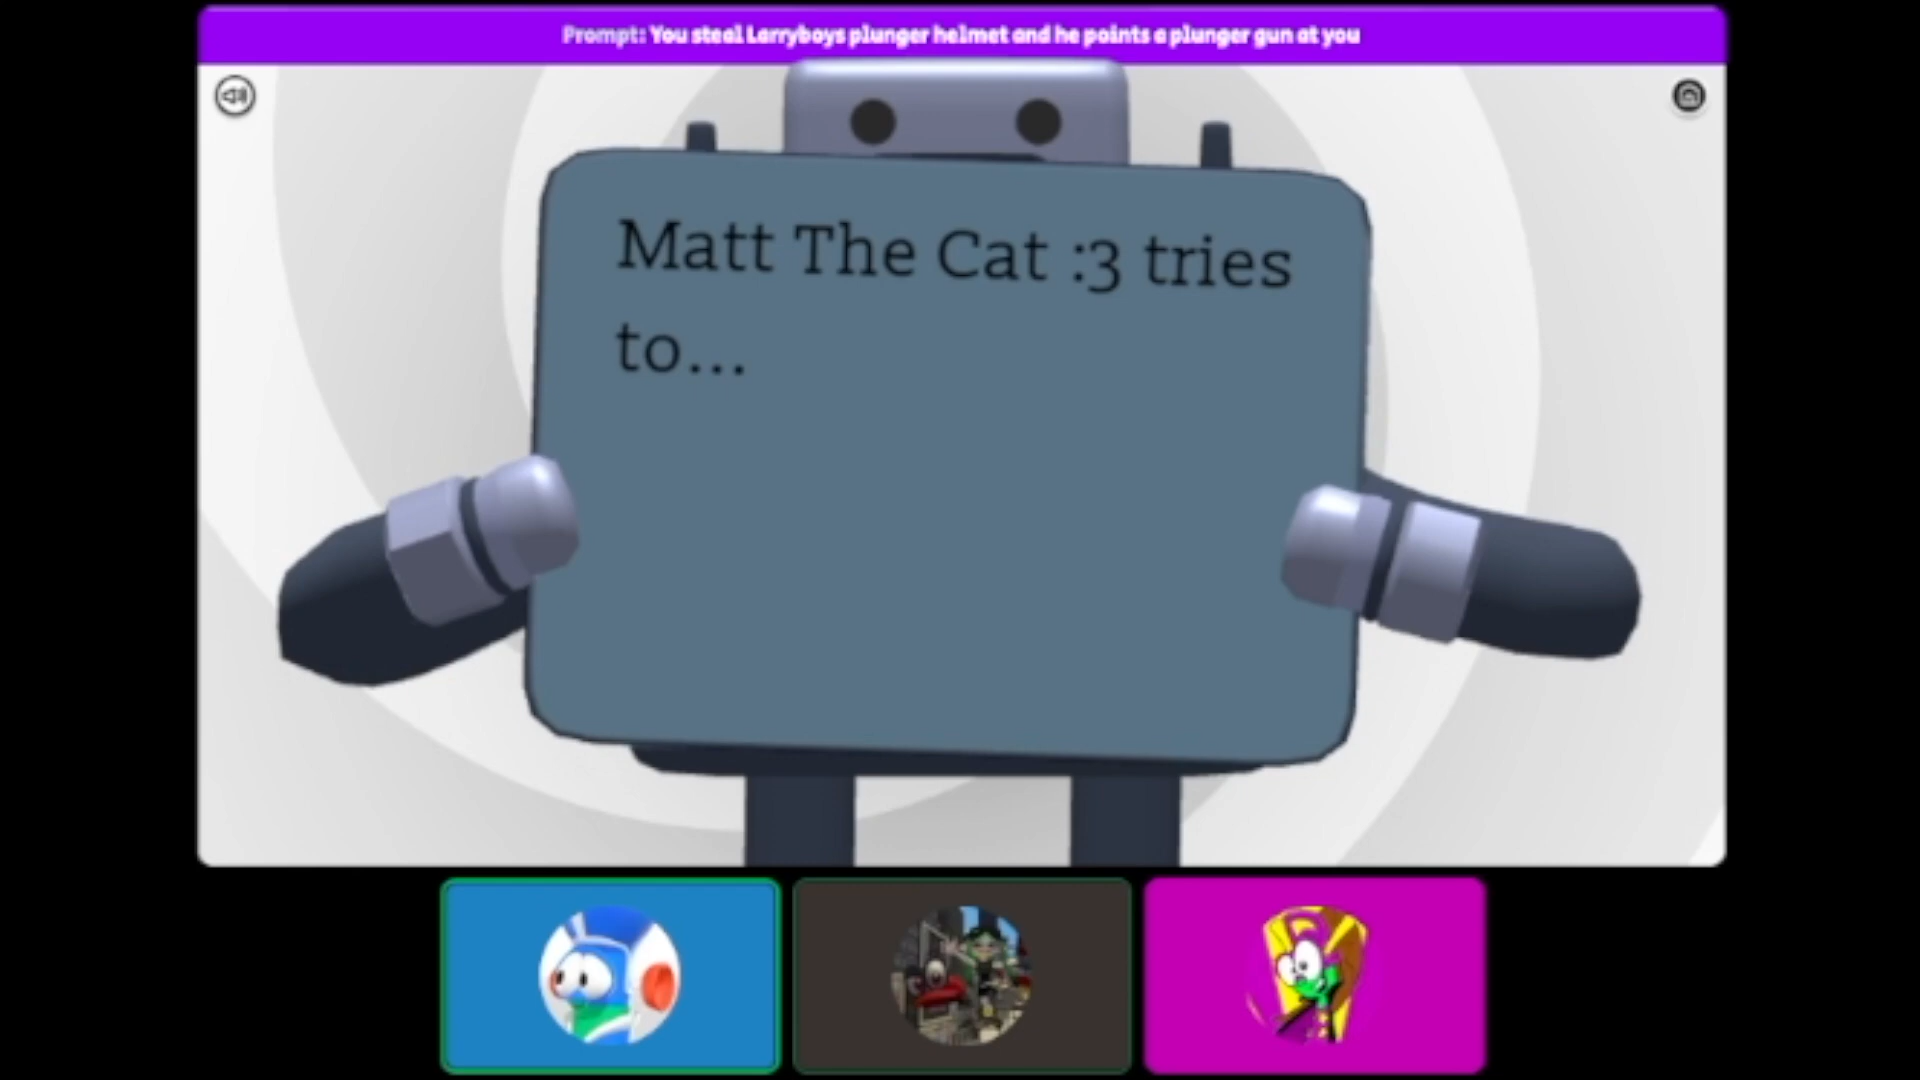 Prompt: You steal Larryboys plunger helmet and he points a plunger gun at you
Matt The Cat :3 tries
to...